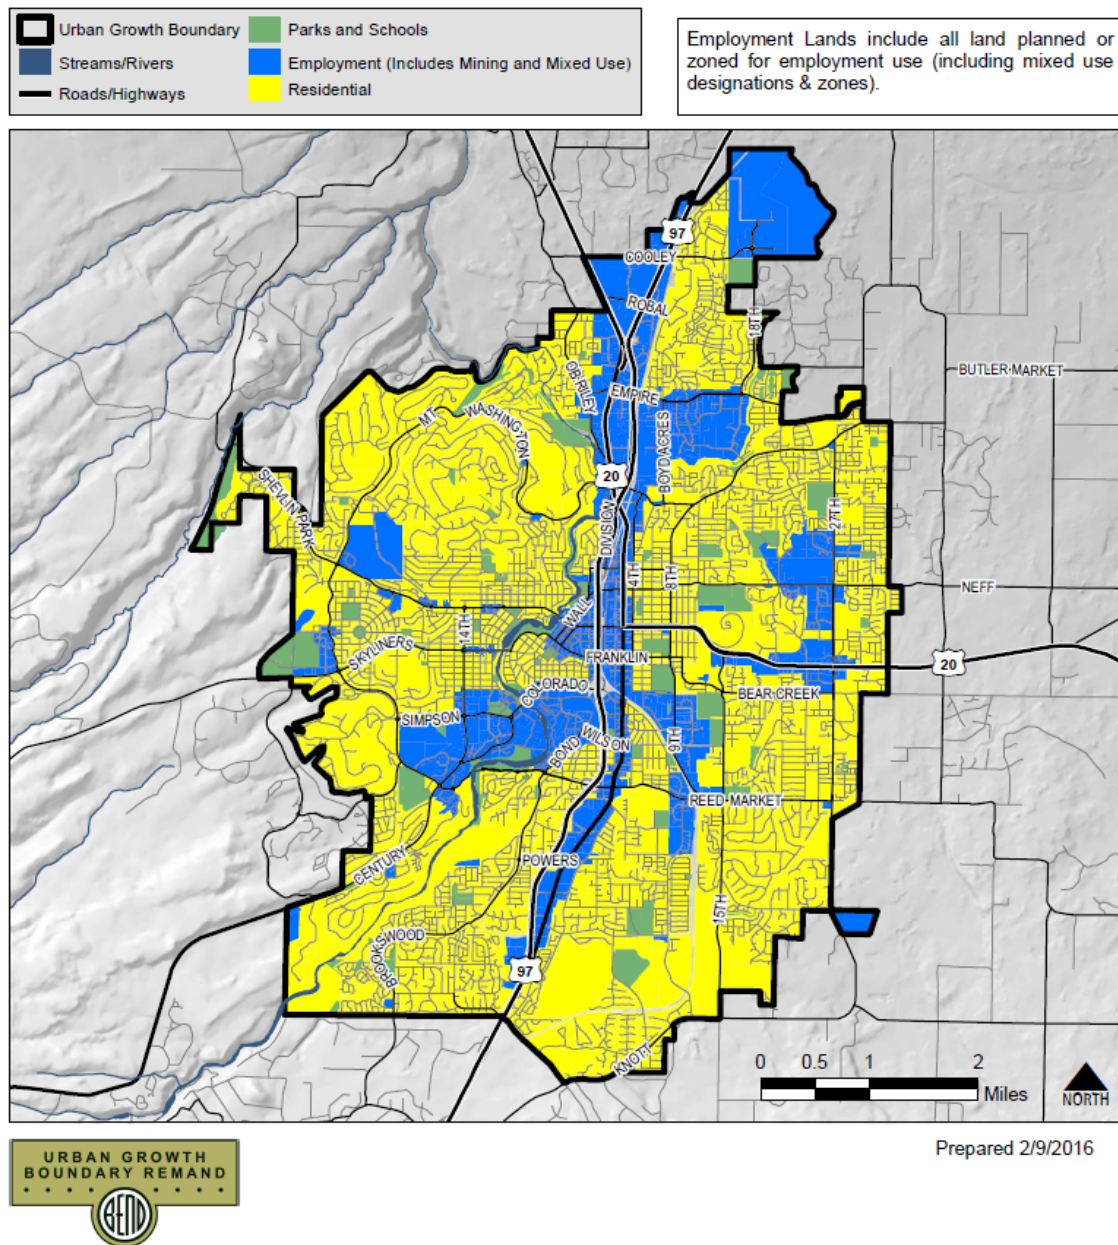 Urban Growth Boundary
Parks and Schools
Streams/Rivers
Employment (Includes Mining and Mixed Use)
Roads/Highways
Residential
Employment Lands include all land planned or
zoned for employment use (including mixed use
designations & zones).
97
COOLEY
ROBAL
18TH
BUTLER MARKET
OB RILEY
EMPIRE
MT
WASHINGTON
BOYD ACRES
20
SHEVLIN PARK
DIVISION
27TH
4TH
8TH
NEFF
WALL
14TH
SKYLINERS
FRANKLIN
20
COLORADO
BEAR CREEK
SIMPSON
WILSON
9TH
BOND
REED MARKET
POWERS
CENTURY
15TH
BROOKSWOOD
97
KNOTT
0 0.5 1 2
Miles
NORTH
Prepared 2/9/2016
URBAN GROWTH
BOUNDARY REMAND
BEND